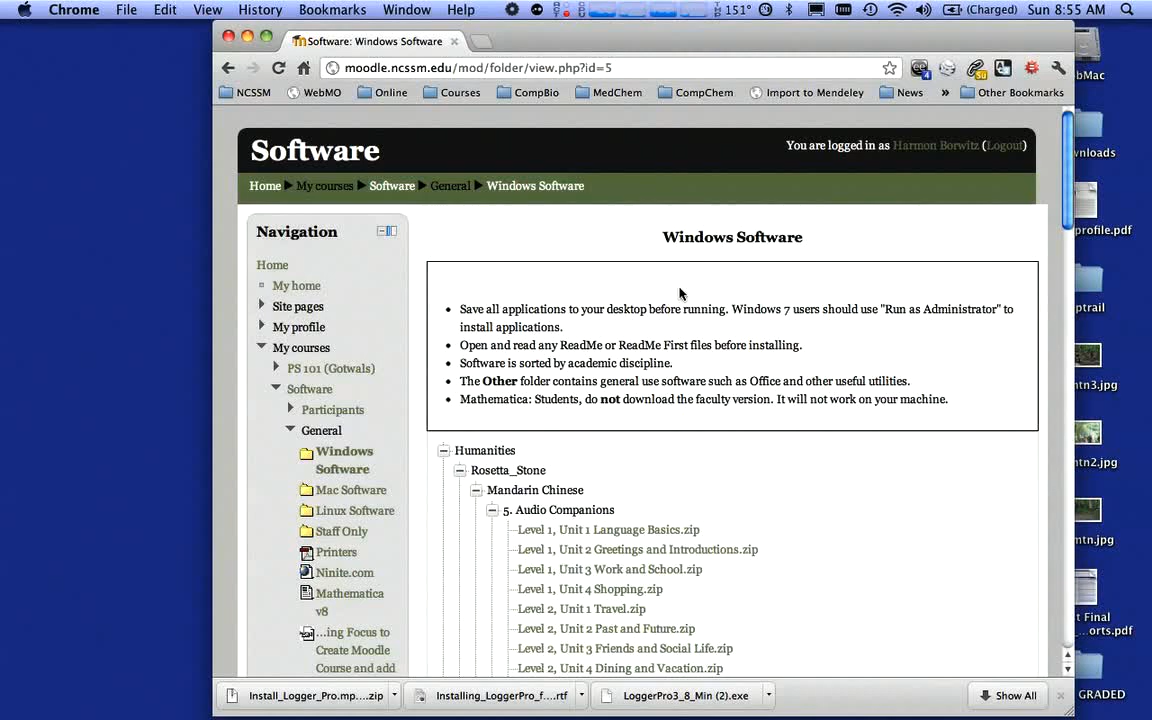 Chrome File Edit View History Bookmarks Window Help 151° (Charged) Sun 8:55 AM
Software: Windows Software
moodle.ncssm.edu/mod/folder/view.php?id=5
NCSSM WebMO Online Courses CompBio MedChem CompChem Import to Mendeley News » Other Bookmarks
Software
You are logged in as Harmon Borwitz (Logout)
Home My courses Software General Windows Software
Navigation
Home
My home
Site pages
My profile
My courses
PS 101 (Gotwals)
Software
Participants
General
Windows
Software
Mac Software
Linux Software
Staff Only
Printers
Ninite.com
Mathematica
v8
...ing Focus to
Create Moodle
Course and add
Windows Software
Save all applications to your desktop before running. Windows 7 users should use "Run as Administrator" to
install applications.
Open and read any ReadMe or ReadMe First files before installing.
Software is sorted by academic discipline.
The Other folder contains general use software such as Office and other useful utilities.
Mathematica: Students, do not download the faculty version. It will not work on your machine.
Humanities
Rosetta_Stone
Mandarin Chinese
5. Audio Companions
Level 1, Unit 1 Language Basics.zip
Level 1, Unit 2 Greetings and Introductions.zip
Level 1, Unit 3 Work and School.zip
Level 1, Unit 4 Shopping.zip
Level 2, Unit 1 Travel.zip
Level 2, Unit 2 Past and Future.zip
Level 2, Unit 3 Friends and Social Life.zip
Level 2, Unit 4 Dining and Vacation.zip
Install_Logger_Pro.mp....zip
Installing_LoggerPro_f....rtf
LoggerPro3_8_Min (2).exe
Show All
bMac
wnloads
profile.pdf
ptrail
ntn3.jpg
ntn2.jpg
mtn.jpg
t Final
_...orts.pdf
GRADED